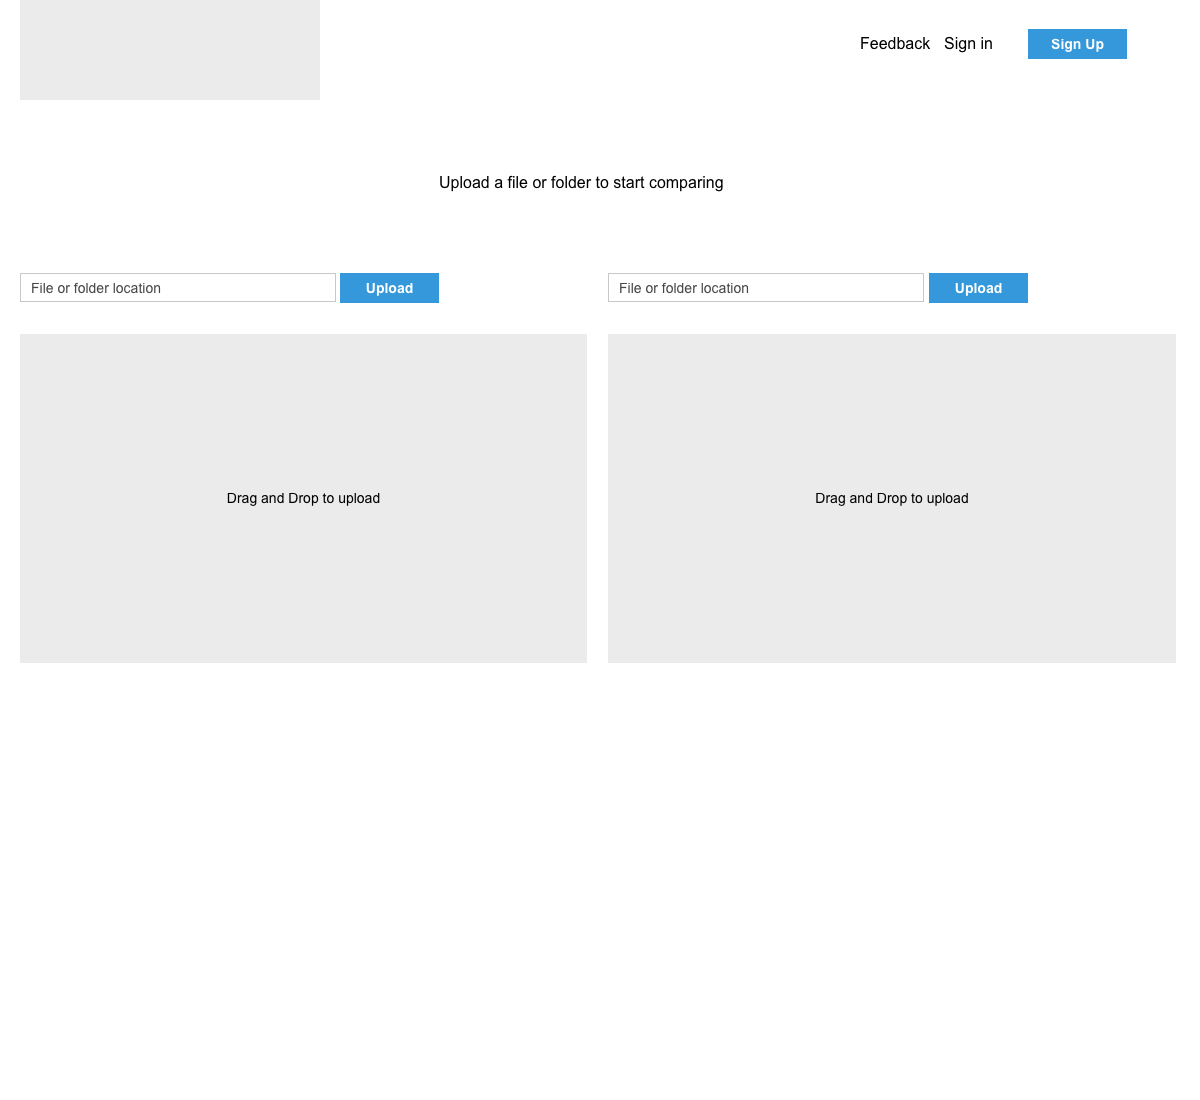 Feedback Sign in Sign Up
Upload a file or folder to start comparing
File or folder location Upload File or folder location Upload
Drag and Drop to upload Drag and Drop to upload